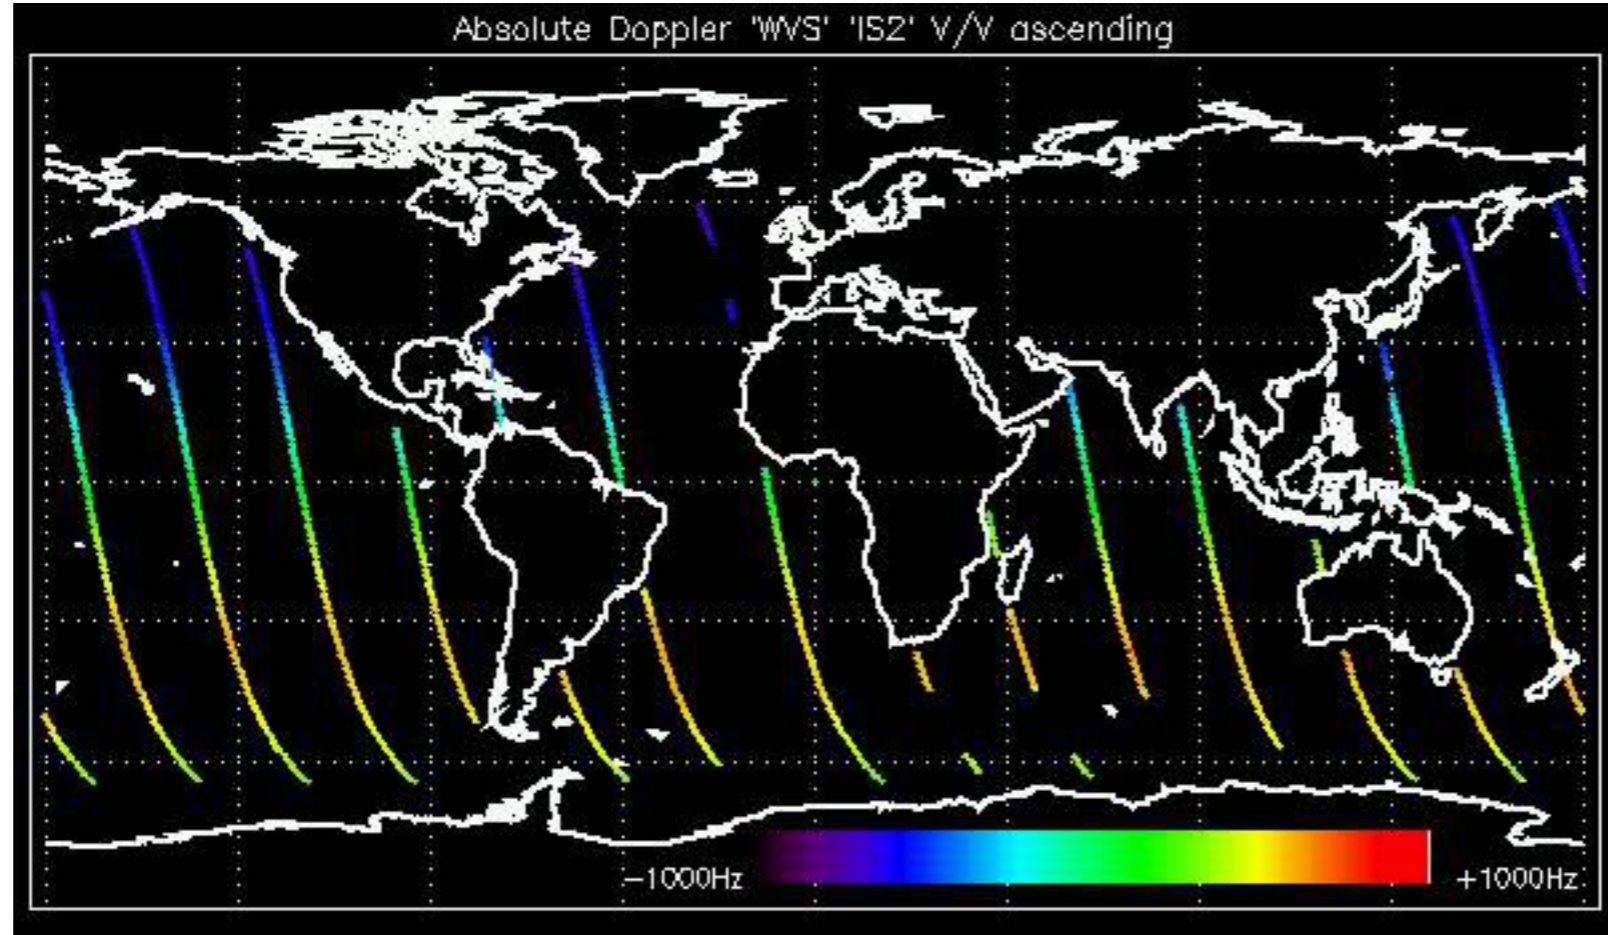 Absolute Doppler 'WVS' 'IS2' V/V ascending
−1000Hz +1000Hz